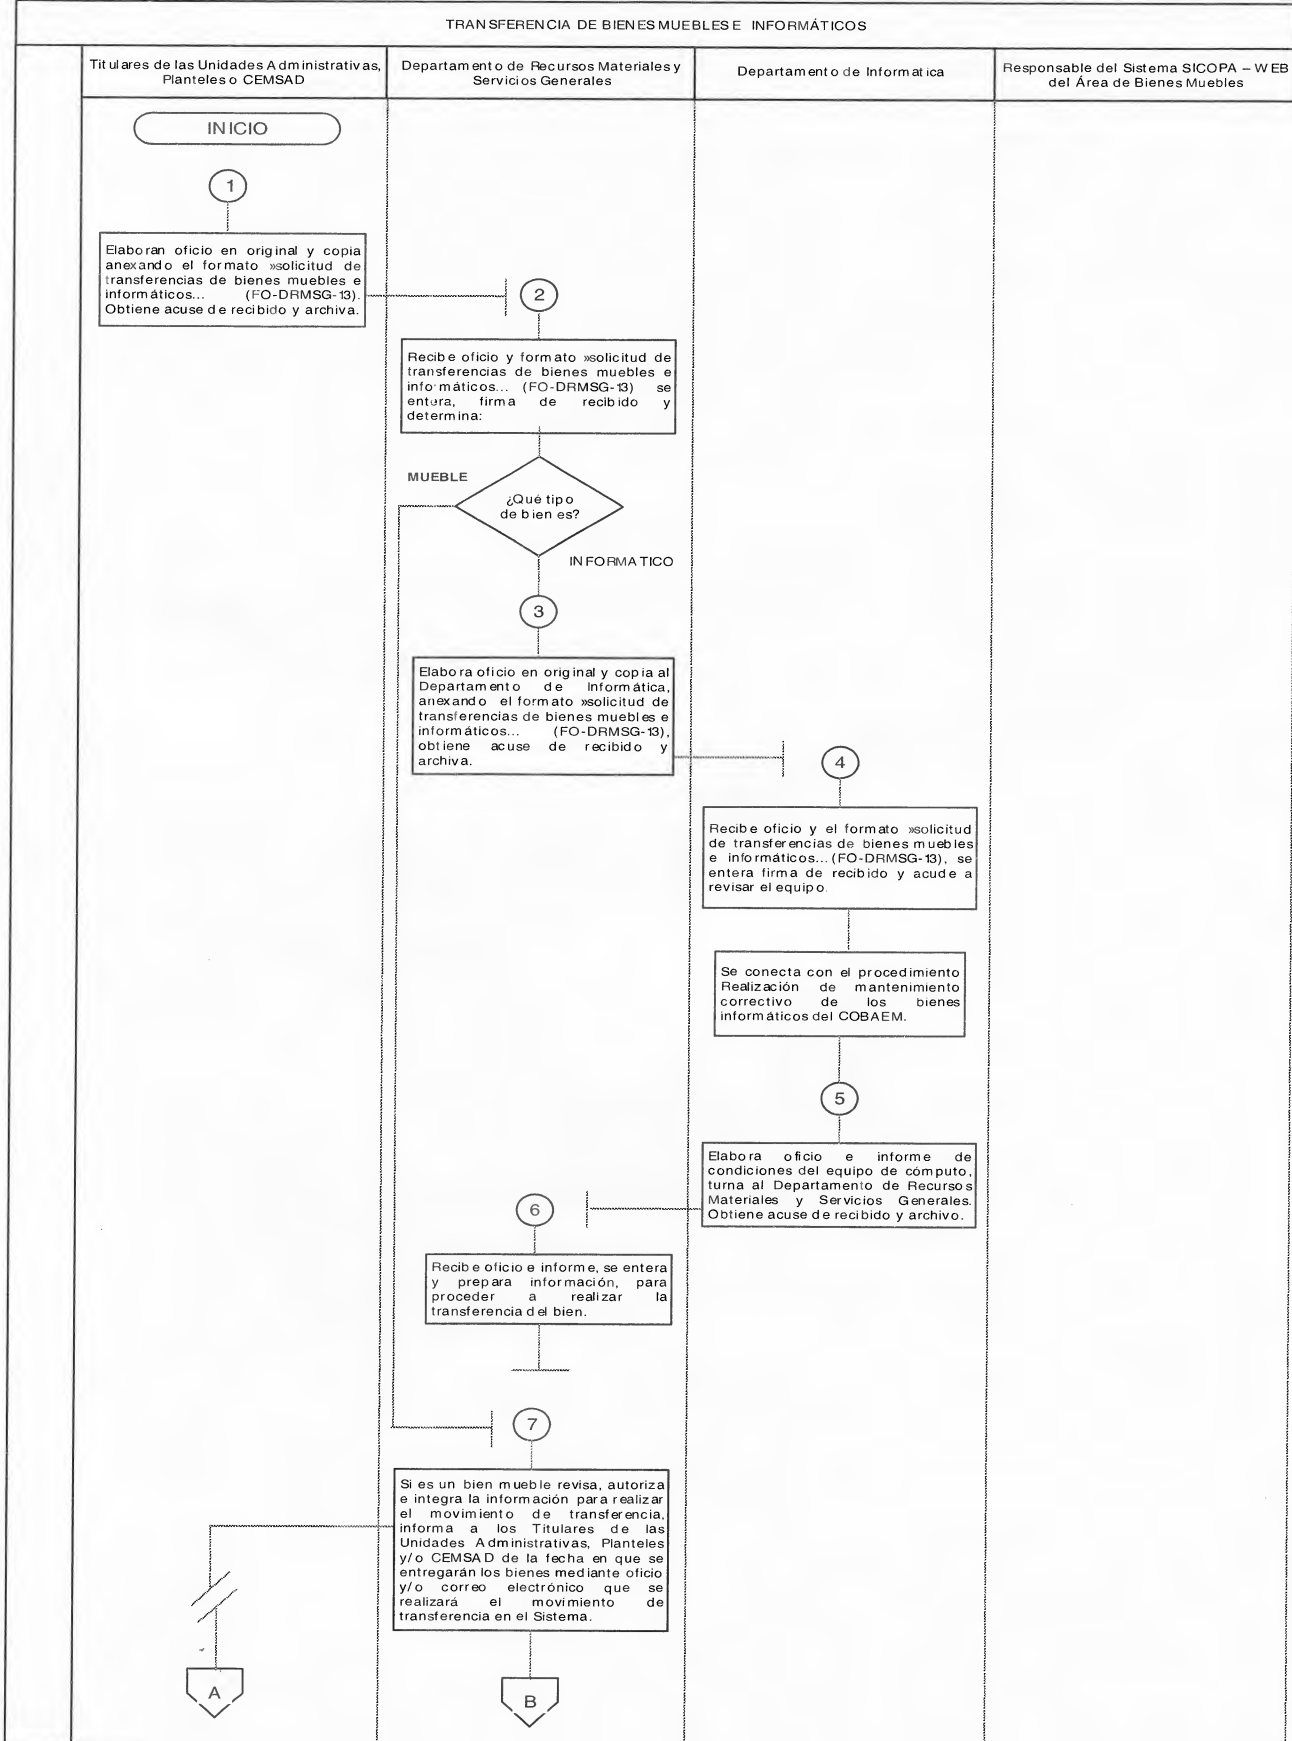 TRANSFERENCIA DE BIENES MUEBLES E INFORMÁTICOS
Titulares de las Unidades Administrativas,
Planteles o CEMSAD
Departamento de Recursos Materiales y
Servicios Generales
Departamento de Informatica
Responsable del Sistema SICOPA – WEB
del Área de Bienes Muebles
INICIO
1
Elaboran oficio en original y copia
anexando el formato »solicitud de
transferencias de bienes muebles e
informáticos... (FO-DRMSG-13).
Obtiene acuse de recibido y archiva.
2
Recibe oficio y formato »solicitud de
transferencias de bienes muebles e
informáticos... (FO-DRMSG-13) se
entera, firma de recibido y
determina:
MUEBLE
¿Qué tipo
de bien es?
INFORMATICO
3
Elabora oficio en original y copia al
Departamento de Informática,
anexando el formato »solicitud de
transferencias de bienes muebles e
informáticos... (FO-DRMSG-13),
obtiene acuse de recibido y
archiva.
4
Recibe oficio y el formato »solicitud
de transferencias de bienes muebles
e informáticos... (FO-DRMSG-13), se
entera firma de recibido y acude a
revisar el equipo.
Se conecta con el procedimiento
Realización de mantenimiento
correctivo de los bienes
informáticos del COBAEM.
5
Elabora oficio e informe de
condiciones del equipo de cómputo,
turna al Departamento de Recursos
Materiales y Servicios Generales.
Obtiene acuse de recibido y archivo.
6
Recibe oficio e informe, se entera
y prepara información, para
proceder a realizar la
transferencia del bien.
7
Si es un bien mueble revisa, autoriza
e integra la información para realizar
el movimiento de transferencia,
informa a los Titulares de las
Unidades Administrativas, Planteles
y/o CEMSAD de la fecha en que se
entregarán los bienes mediante oficio
y/o correo electrónico que se
realizará el movimiento de
transferencia en el Sistema.
A
B